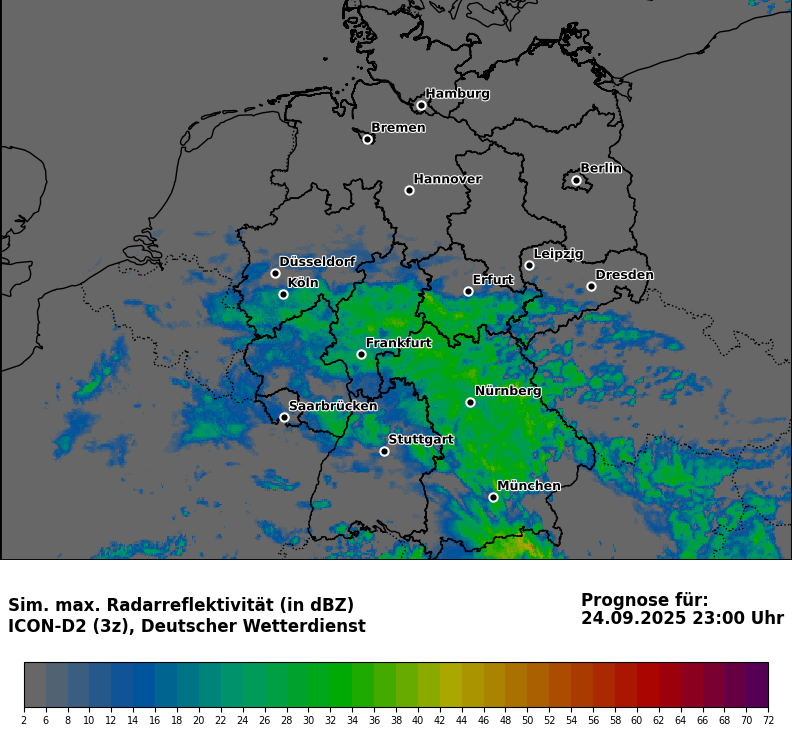 Hamburg
Bremen
Berlin
Hannover
Leipzig
Düsseldorf
Dresden
Köln
Erfurt
Frankfurt
Nürnberg
Saarbrücken
Stuttgart
München
Sim. max. Radarreflektivität (in dBZ)
ICON-D2 (3z), Deutscher Wetterdienst
Prognose für:
24.09.2025 23:00 Uhr
2 6 8 10 12 14 16 18 20 22 24 26 28 30 32 34 36 38 40 42 44 46 48 50 52 54 56 58 60 62 64 66 68 70 72